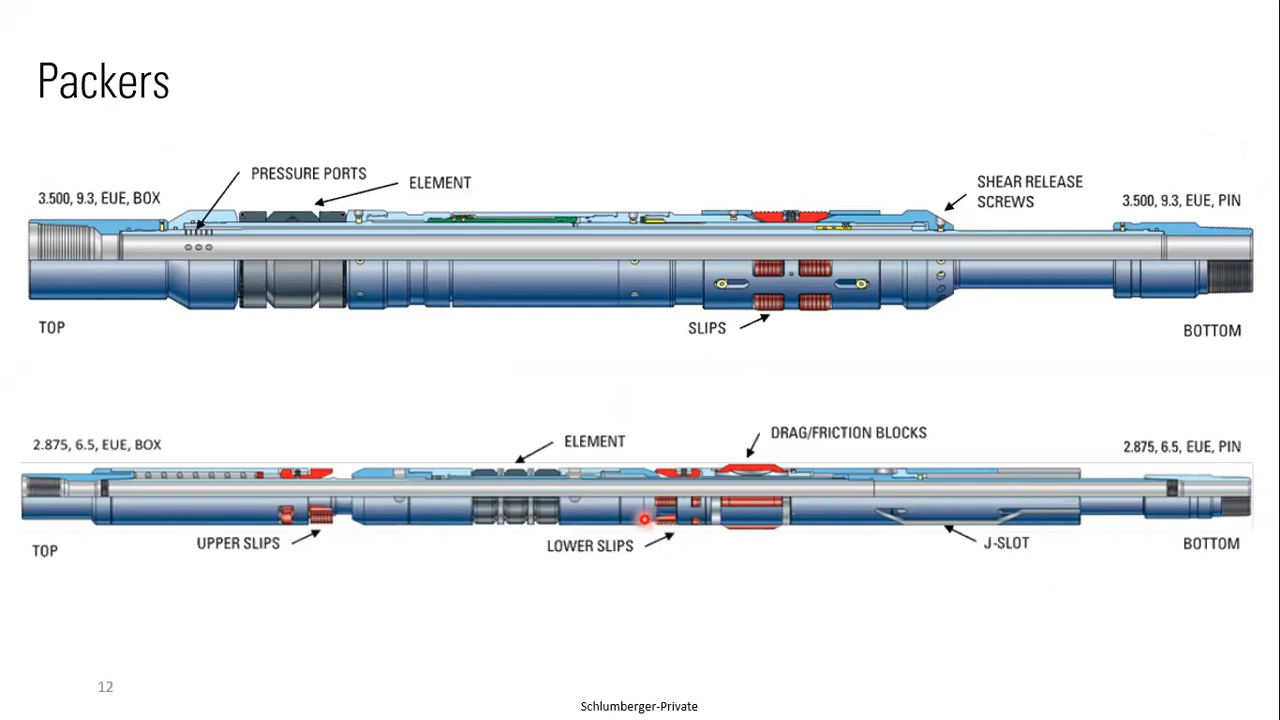 Packers
PRESSURE PORTS
ELEMENT
SHEAR RELEASE
SCREWS
3.500, 9.3, EUE, BOX
3.500, 9.3, EUE, PIN
TOP
SLIPS
BOTTOM
2.875, 6.5, EUE, BOX
ELEMENT
DRAG/FRICTION BLOCKS
2.875, 6.5, EUE, PIN
UPPER SLIPS
LOWER SLIPS
J-SLOT
TOP
BOTTOM
12
Schlumberger-Private